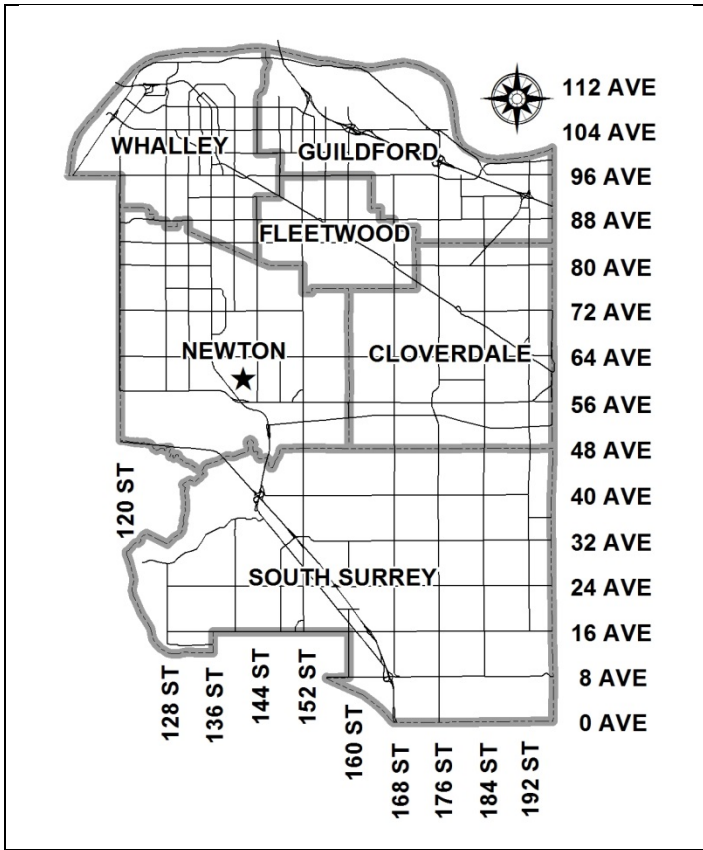 112 AVE
104 AVE
WHALLEY
GUILDFORD
96 AVE
88 AVE
FLEETWOOD
80 AVE
72 AVE
NEWTON
CLOVERDALE
64 AVE
56 AVE
48 AVE
120 ST
40 AVE
32 AVE
SOUTH SURREY
24 AVE
16 AVE
128 ST
136 ST
144 ST
152 ST
160 ST
8 AVE
0 AVE
168 ST
176 ST
184 ST
192 ST